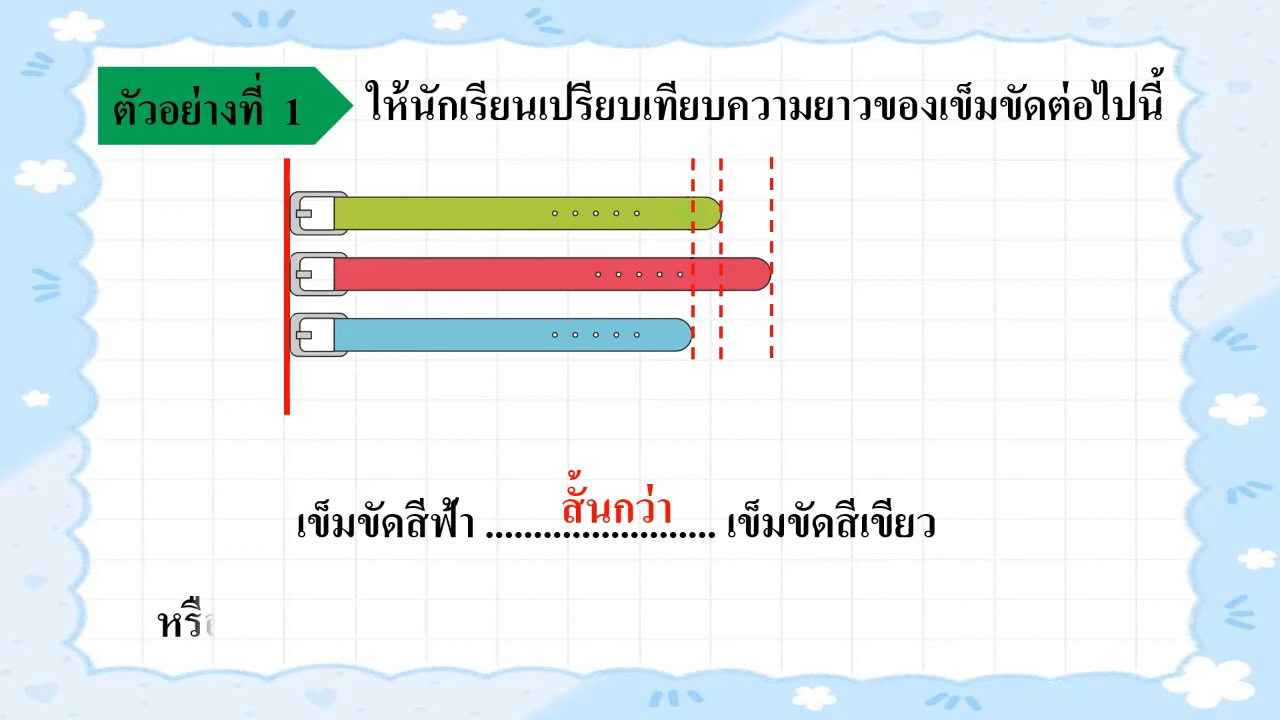 ตัวอย่างที่ 1
ให้นักเรียนเปรียบเทียบความยาวของเข็มขัดต่อไปนี้
เข็มขัดสีฟ้า ........สั้นกว่า........ เข็มขัดสีเขียว